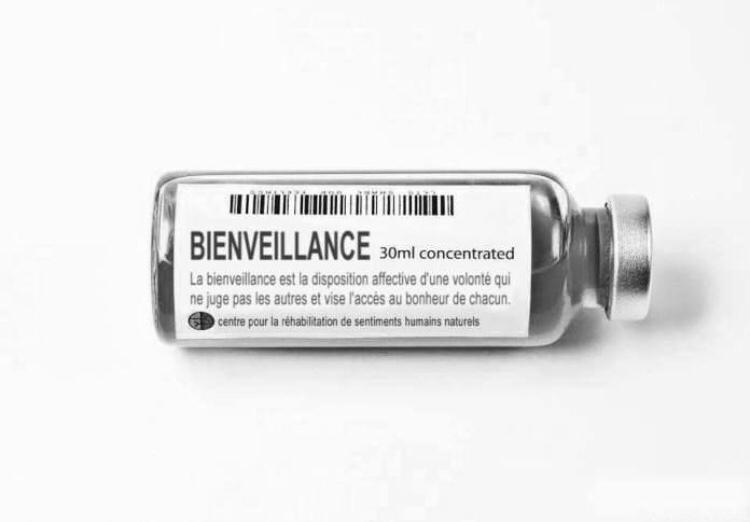 BIENVEILLANCE 30ml concentrated
La bienveillance est la disposition affective d'une volonté qui
ne juge pas les autres et vise l'accès au bonheur de chacun.
centre pour la réhabilitation de sentiments humains naturels